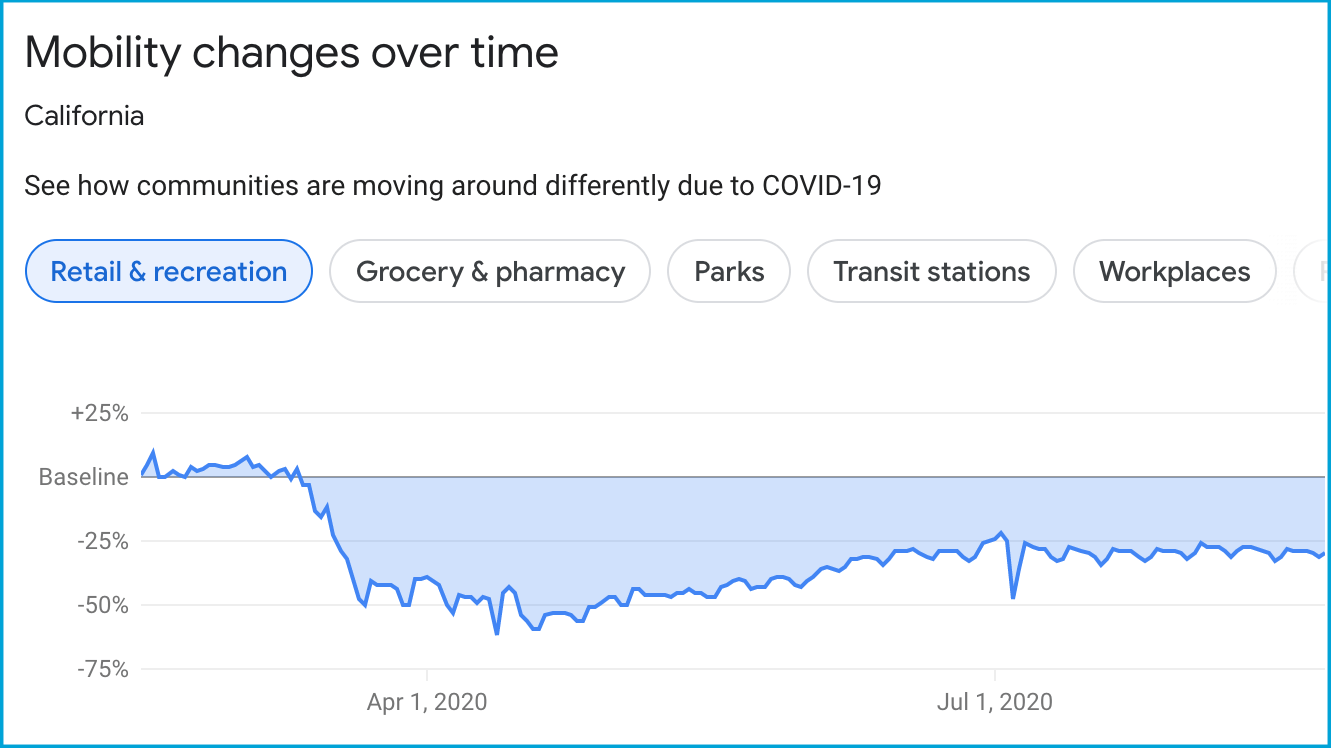 Mobility changes over time
California
See how communities are moving around differently due to COVID-19
Retail & recreation Grocery & pharmacy Parks Transit stations Workplaces
+25%
Baseline
-25%
-50%
-75%
Apr 1, 2020 Jul 1, 2020